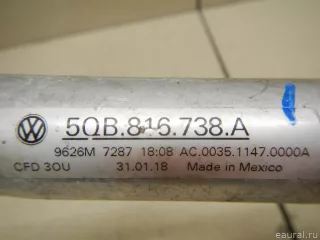 5QB.816.738.A
9626M 7287 18:08 AC.0035.1147.0000A
CFD 3OU 31.01.18 Made in Mexico
eaural.ru